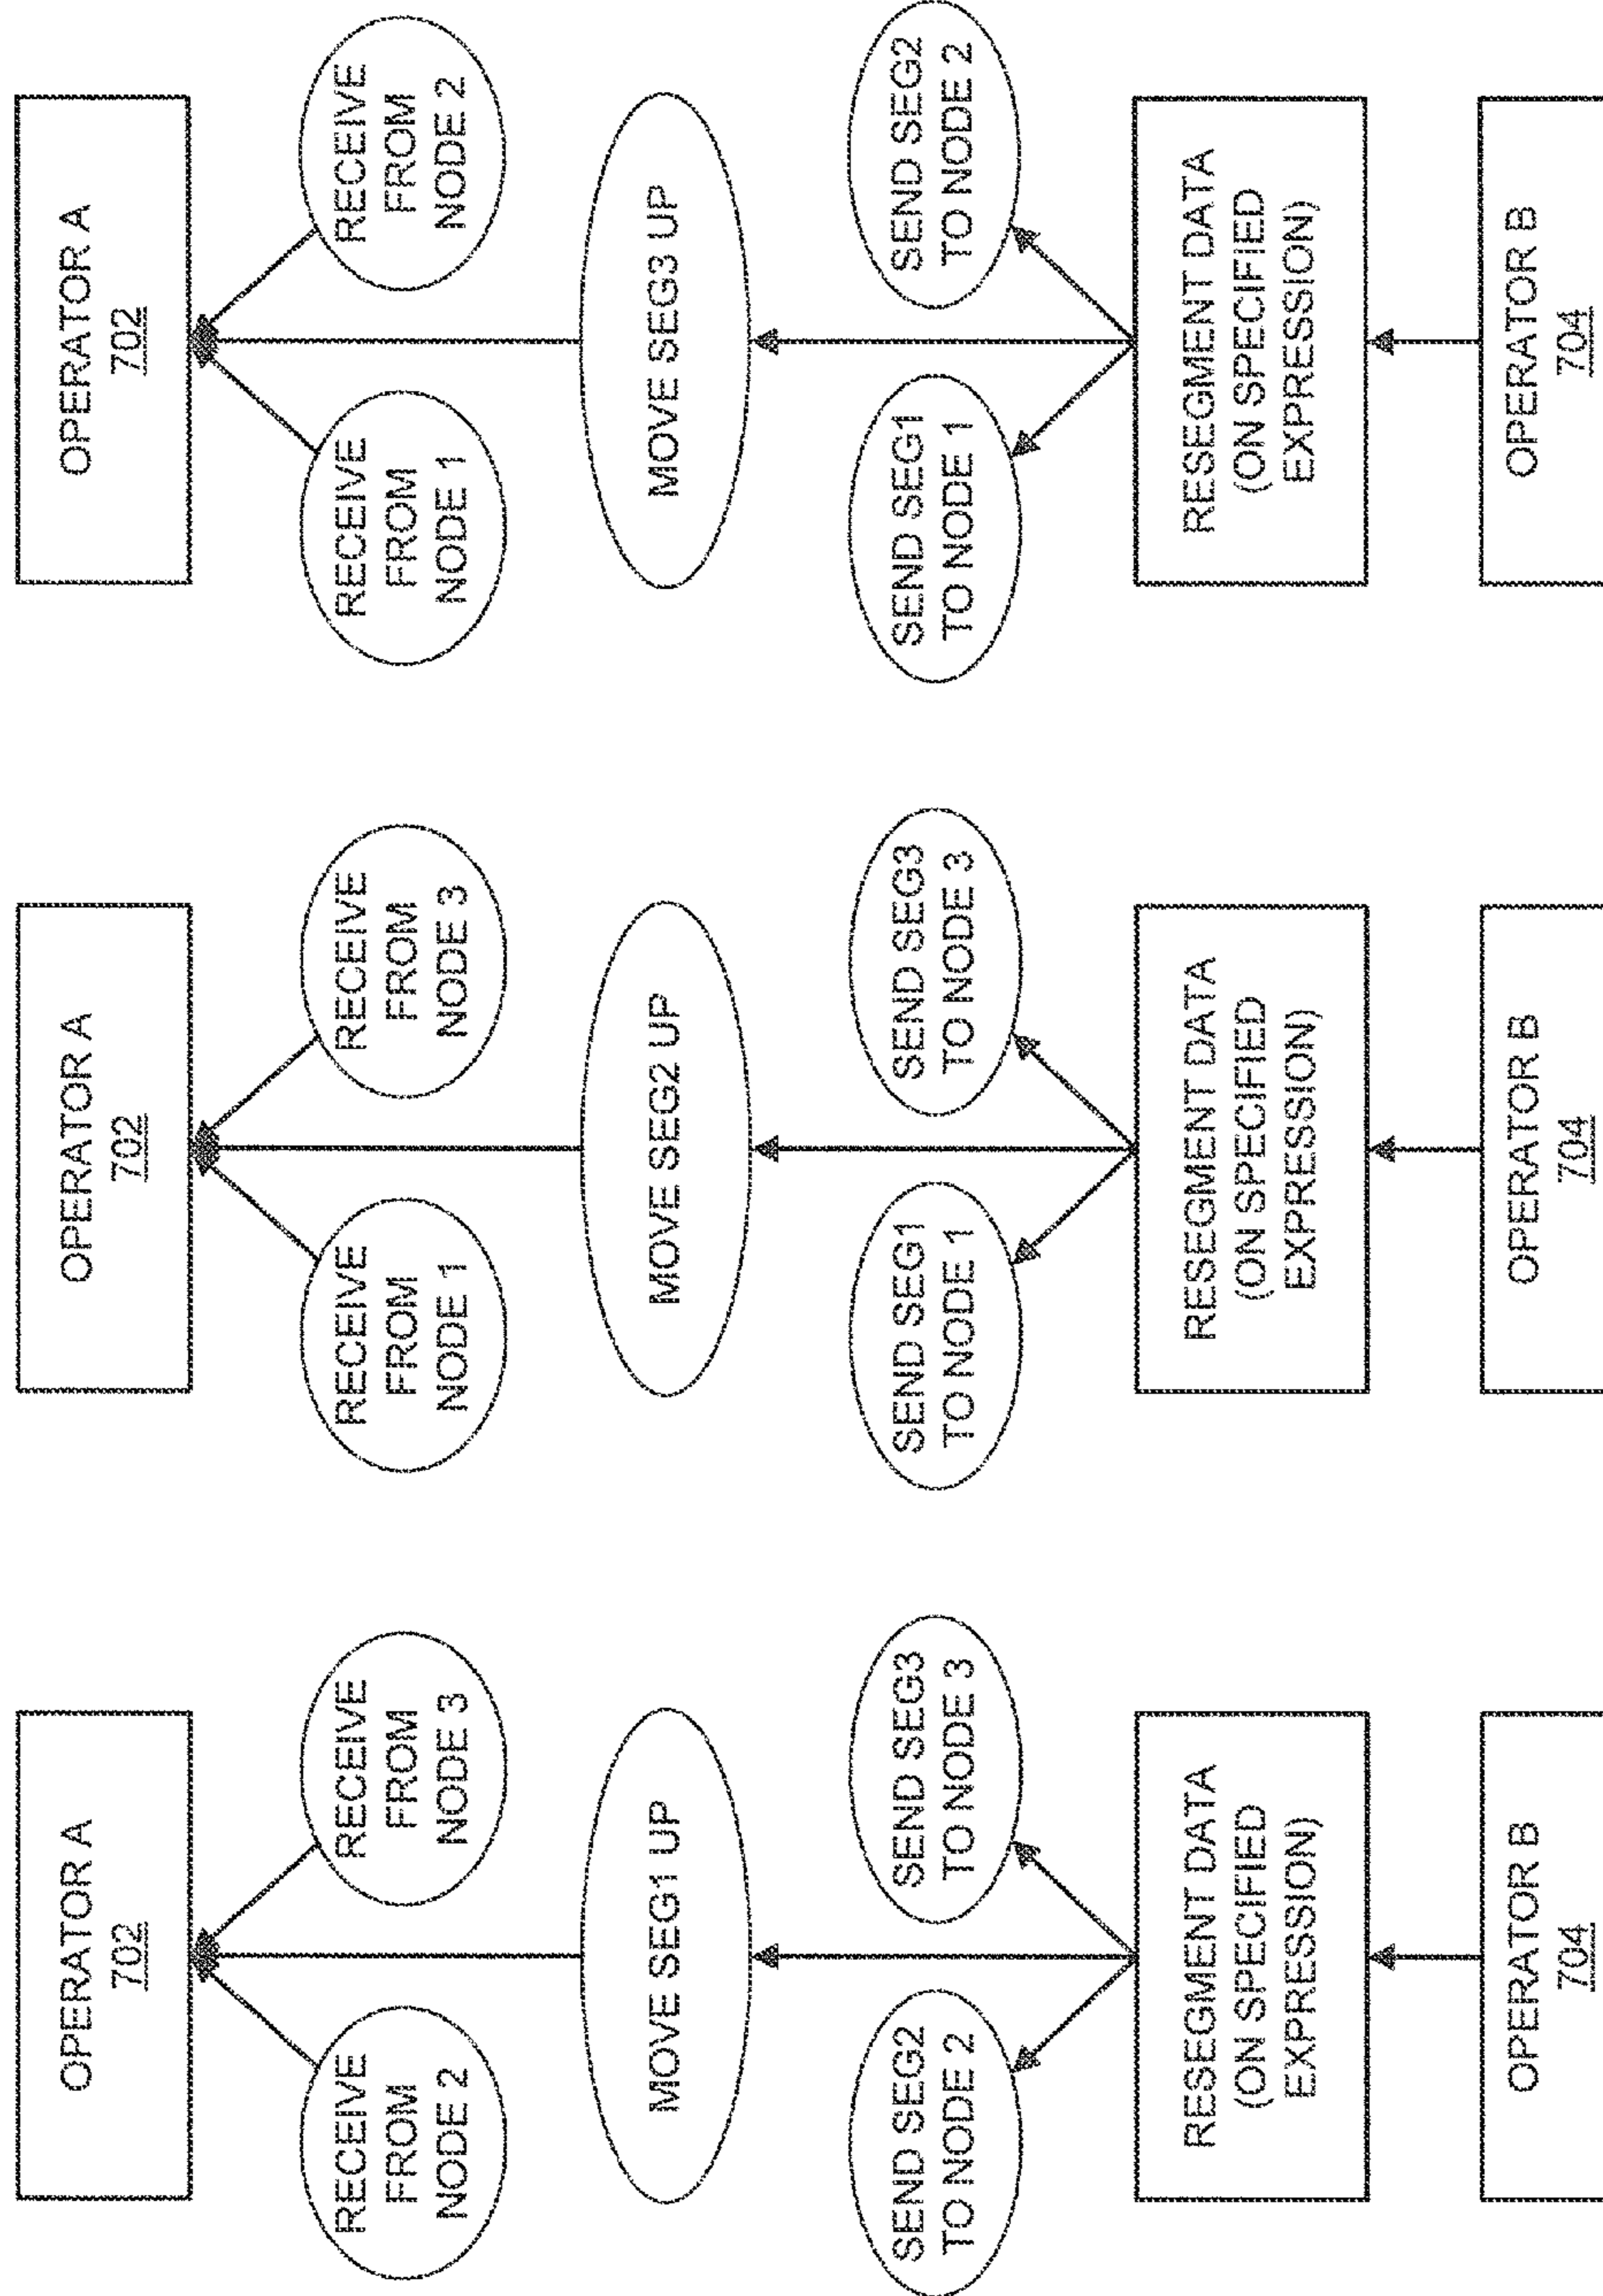 OPERATOR A
702
RECEIVE
FROM
NODE 2
RECEIVE
FROM
NODE 3
MOVE SEG1 UP
SEND SEG2
TO NODE 2
SEND SEG3
TO NODE 3
RESEGMENT DATA
(ON SPECIFIED
EXPRESSION)
OPERATOR B
704
OPERATOR A
702
RECEIVE
FROM
NODE 1
RECEIVE
FROM
NODE 3
MOVE SEG2 UP
SEND SEG1
TO NODE 1
SEND SEG3
TO NODE 3
RESEGMENT DATA
(ON SPECIFIED
EXPRESSION)
OPERATOR B
704
OPERATOR A
702
RECEIVE
FROM
NODE 1
RECEIVE
FROM
NODE 2
MOVE SEG3 UP
SEND SEG1
TO NODE 1
SEND SEG2
TO NODE 2
RESEGMENT DATA
(ON SPECIFIED
EXPRESSION)
OPERATOR B
704